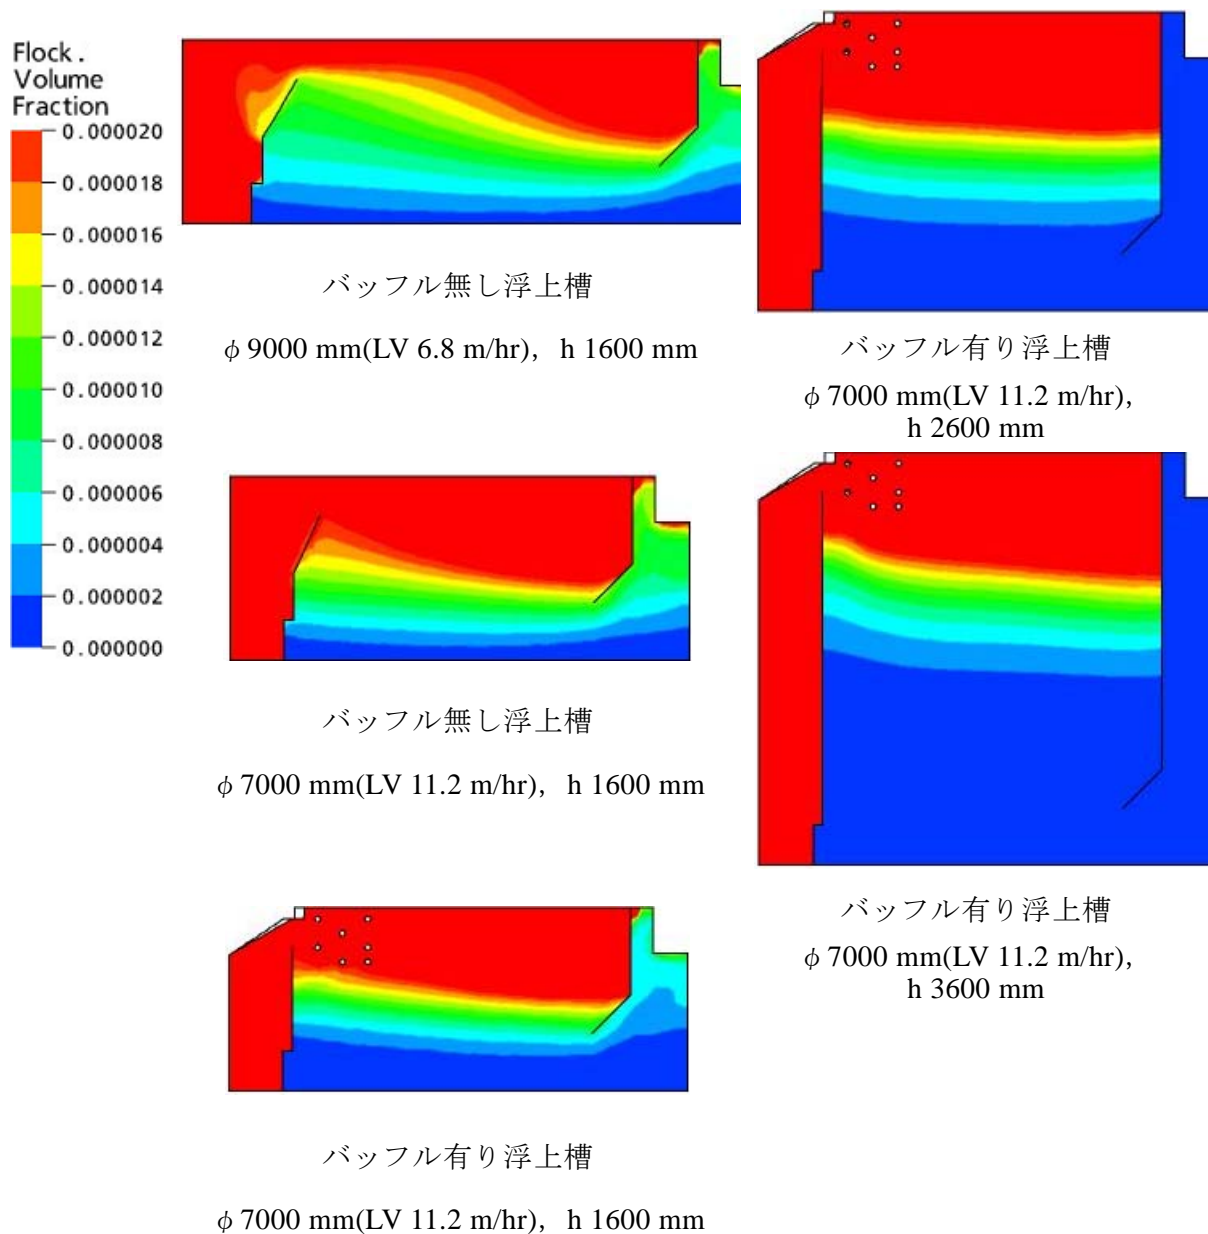 Flock.
Volume
Fraction
0.000020
0.000018
0.000016
0.000014
0.000012
0.000010
0.000008
0.000006
0.000004
0.000002
0.000000
バッフル無し浮上槽
φ9000 mm(LV 6.8 m/hr), h 1600 mm
バッフル有り浮上槽
φ7000 mm(LV 11.2 m/hr),
h 2600 mm
バッフル無し浮上槽
φ7000 mm(LV 11.2 m/hr), h 1600 mm
バッフル有り浮上槽
φ7000 mm(LV 11.2 m/hr),
h 3600 mm
バッフル有り浮上槽
φ7000 mm(LV 11.2 m/hr), h 1600 mm